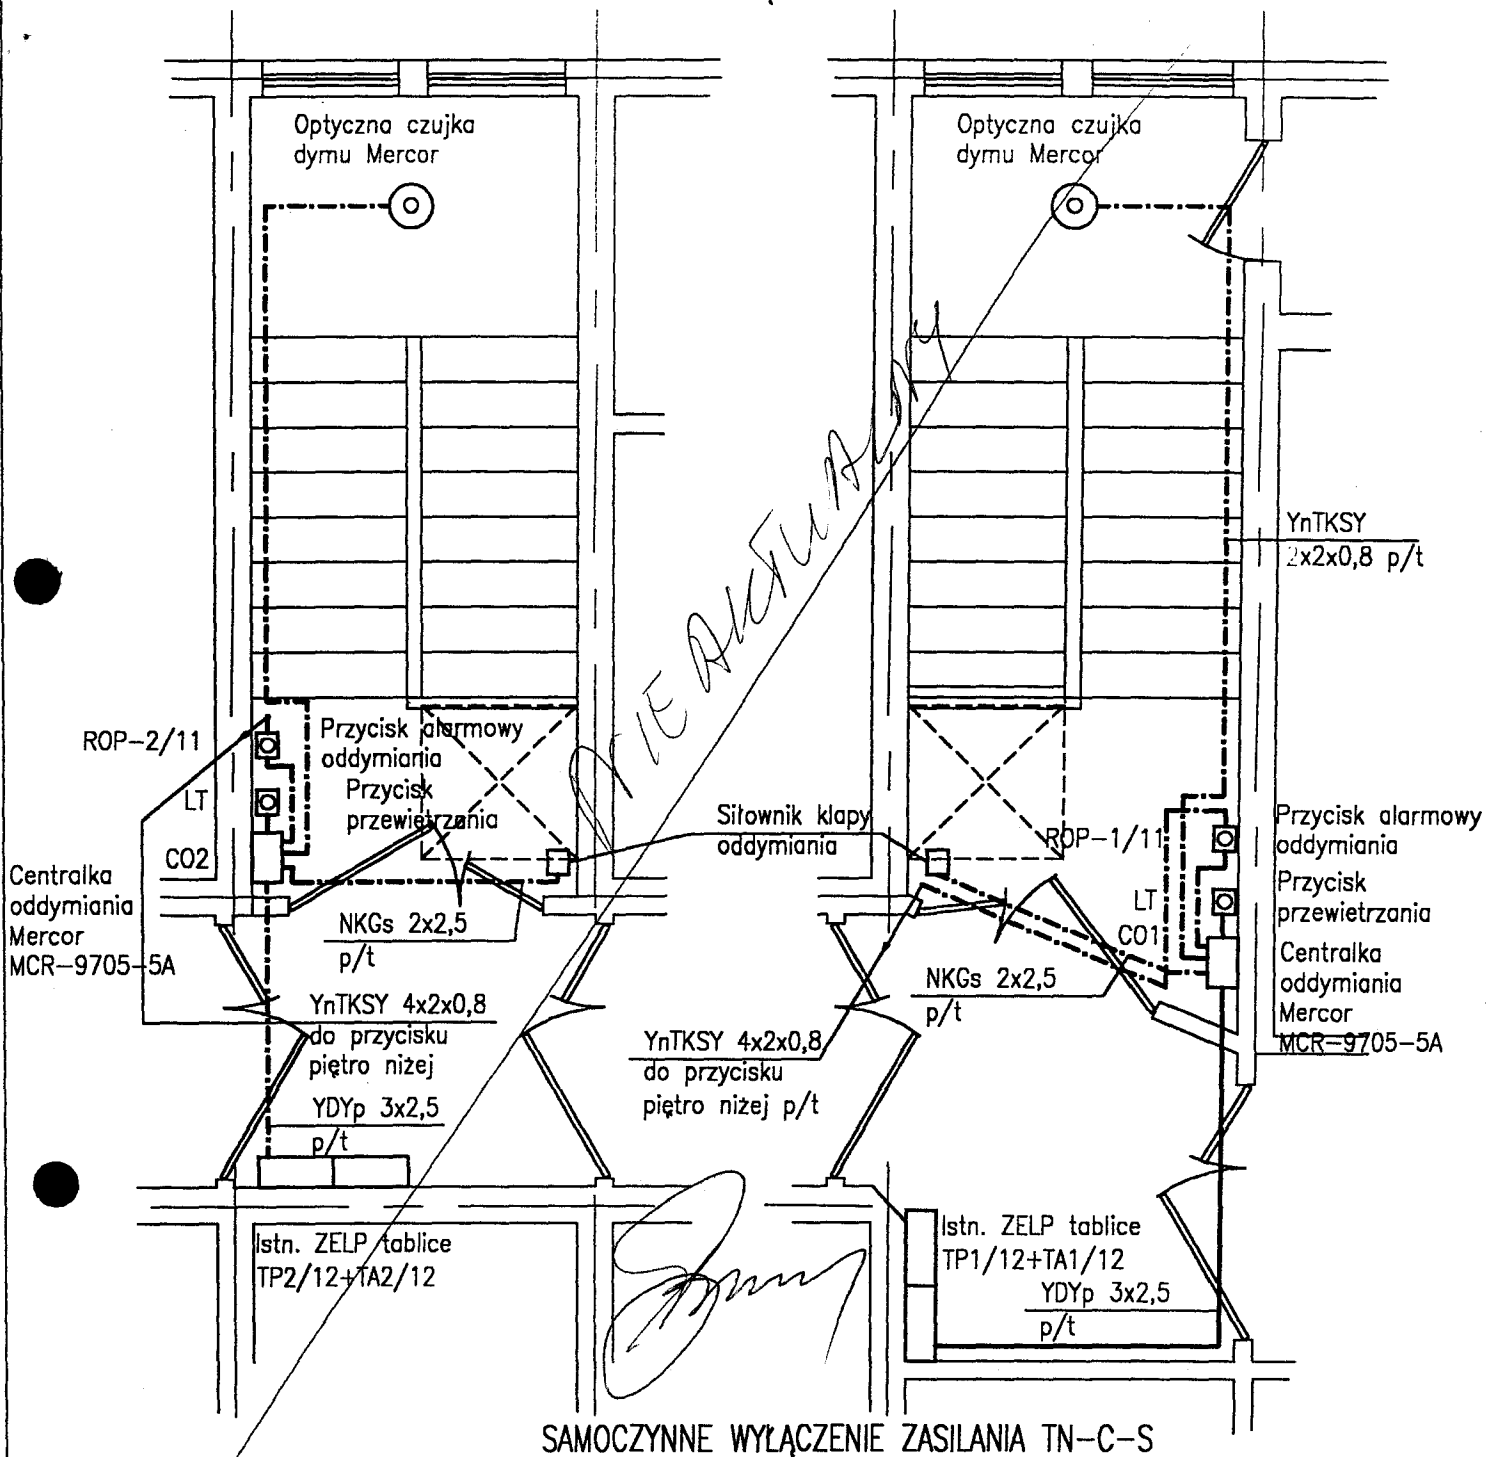 Optyczna czujka
dymu Mercor
Optyczna czujka
dymu Mercor
NIEAKTUALNY
YnTKSY
2x2x0,8 p/t
ROP-2/11
Przycisk alarmowy
oddymiania
LT
Przycisk
przewietrzania
CO2
Centralka
oddymiania
Mercor
MCR-9705-5A
Siłownik klapy
oddymiania
ROP-1/11
Przycisk alarmowy
oddymiania
LT
Przycisk
przewietrzania
CO1
Centralka
oddymiania
Mercor
MCR-9705-5A
NKGs 2x2,5
p/t
NKGs 2x2,5
p/t
YnTKSY 4x2x0,8
do przycisku
piętro niżej
YnTKSY 4x2x0,8
do przycisku
piętro niżej p/t
YDYp 3x2,5
p/t
Istn. ZELP tablice
TP2/12+TA2/12
Istn. ZELP tablice
TP1/12+TA1/12
YDYp 3x2,5
p/t
SAMOCZYNNE WYŁĄCZENIE ZASILANIA TN-C-S